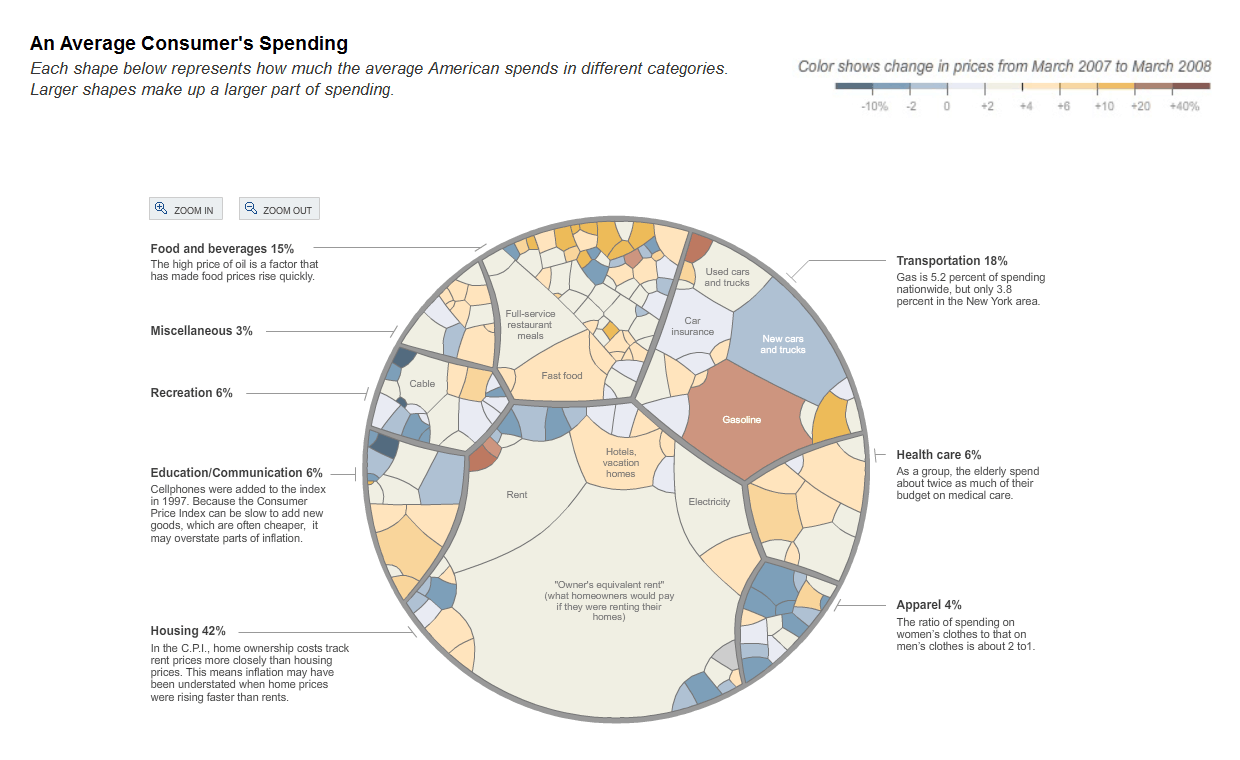 An Average Consumer's Spending
Each shape below represents how much the average American spends in different categories.
Larger shapes make up a larger part of spending.
Color shows change in prices from March 2007 to March 2008
-10% -2 0 +2 +4 +6 +10 +20 +40%
ZOOM IN ZOOM OUT
Food and beverages 15%
The high price of oil is a factor that
has made food prices rise quickly.
Miscellaneous 3%
Recreation 6%
Education/Communication 6%
Cellphones were added to the index
in 1997. Because the Consumer
Price Index can be slow to add new
goods, which are often cheaper, it
may overstate parts of inflation.
Housing 42%
In the C.P.I., home ownership costs track
rent prices more closely than housing
prices. This means inflation may have
been understated when home prices
were rising faster than rents.
Used cars
and trucks
Full-service
restaurant
meals
Car
insurance
New cars
and trucks
Fast food
Cable
Gasoline
Hotels,
vacation
homes
Rent
Electricity
"Owner's equivalent rent"
(what homeowners would pay
if they were renting their
homes)
Transportation 18%
Gas is 5.2 percent of spending
nationwide, but only 3.8
percent in the New York area.
Health care 6%
As a group, the elderly spend
about twice as much of their
budget on medical care.
Apparel 4%
The ratio of spending on
women's clothes to that on
men's clothes is about 2 to1.